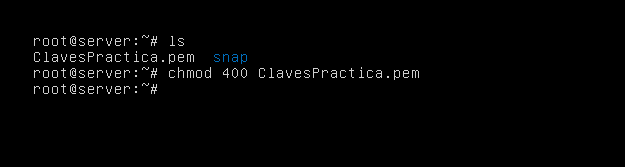 root@server:~# ls
ClavesPractica.pem  snap
root@server:~# chmod 400 ClavesPractica.pem
root@server:~#